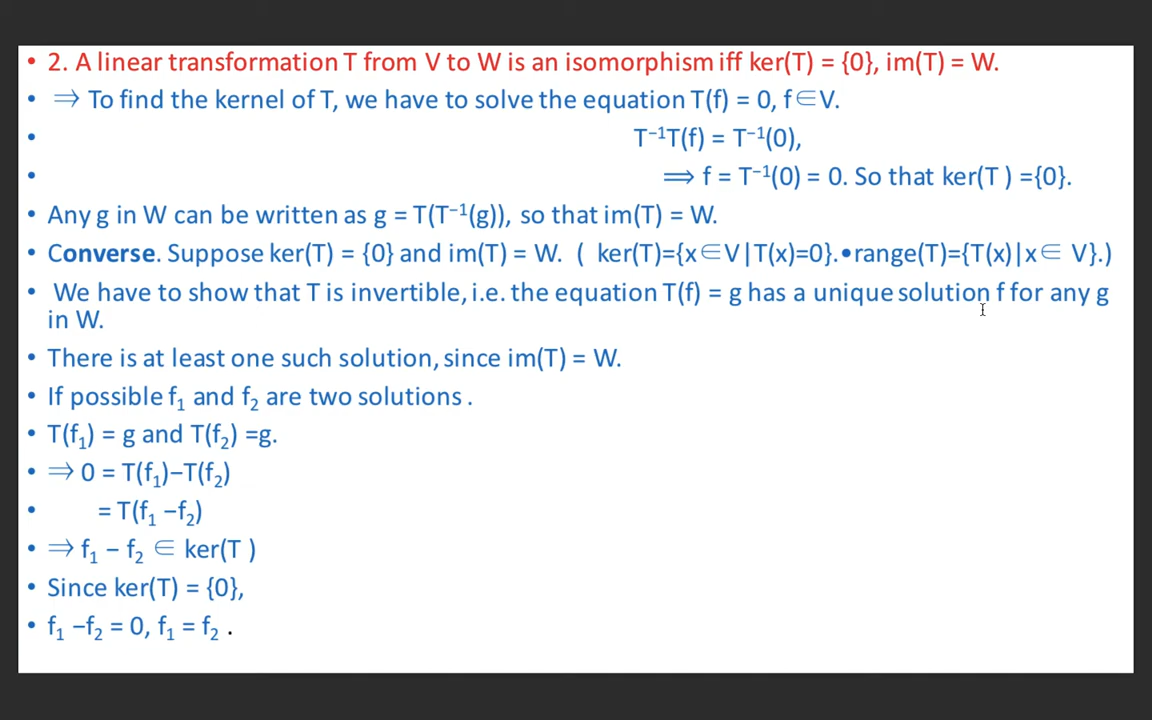 • 2. A linear transformation T from V to W is an isomorphism iff ker(T) = {0}, im(T) = W.
• ⟹ To find the kernel of T, we have to solve the equation T(f) = 0, f∈V.
• T⁻¹T(f) = T⁻¹(0),
• ⟹ f = T⁻¹(0) = 0. So that ker(T ) ={0}.
• Any g in W can be written as g = T(T⁻¹(g)), so that im(T) = W.
• Converse. Suppose ker(T) = {0} and im(T) = W. ( ker(T)={x∈V|T(x)=0}.•range(T)={T(x)|x∈ V}.)
• We have to show that T is invertible, i.e. the equation T(f) = g has a unique solution f for any g
in W.
• There is at least one such solution, since im(T) = W.
• If possible f₁ and f₂ are two solutions .
• T(f₁) = g and T(f₂) =g.
• ⟹ 0 = T(f₁)−T(f₂)
• = T(f₁ −f₂)
• ⟹ f₁ − f₂ ∈ ker(T )
• Since ker(T) = {0},
• f₁ −f₂ = 0, f₁ = f₂ .